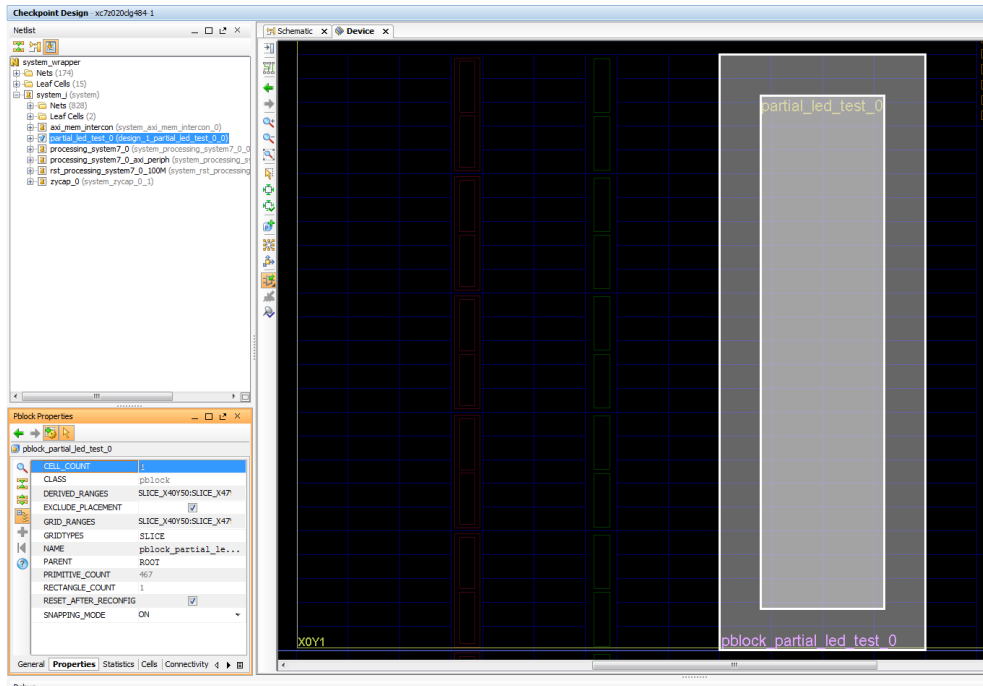 Checkpoint Design - xc7z020clg484-1
Netlist
system_wrapper
Nets (174)
Leaf Cells (15)
system_i (system)
Nets (828)
Leaf Cells (2)
axi_mem_intercon (system_axi_mem_intercon_0)
partial_led_test_0 (design_1_partial_led_test_0_0)
processing_system7_0 (system_processing_system7_0_0
processing_system7_0_axi_periph (system_processing_sy
rst_processing_system7_0_100M (system_rst_processing
zycap_0 (system_zycap_0_1)
Pblock Properties
pblock_partial_led_test_0
CELL_COUNT 1
CLASS pblock
DERIVED_RANGES SLICE_X40Y50:SLICE_X47
EXCLUDE_PLACEMENT
GRID_RANGES SLICE_X40Y50:SLICE_X47
GRIDTYPES SLICE
NAME pblock_partial_le...
PARENT ROOT
PRIMITIVE_COUNT 467
RECTANGLE_COUNT 1
RESET_AFTER_RECONFIG
SNAPPING_MODE ON
General Properties Statistics Cells Connectivity
Schematic Device
partial_led_test_0
X0Y1
pblock_partial_led_test_0